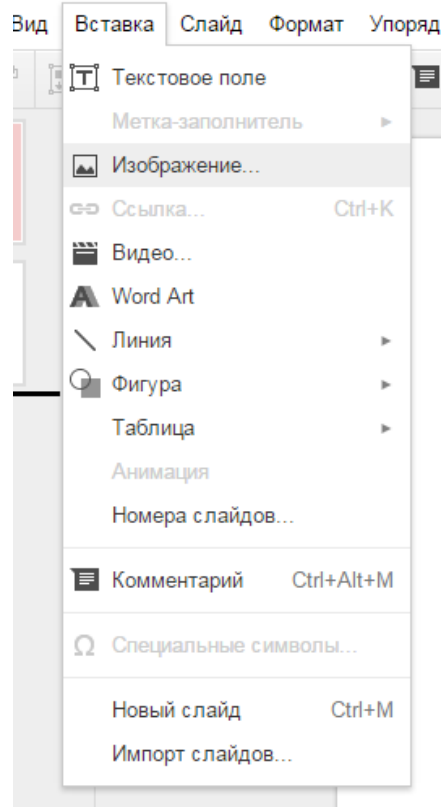 Вид Вставка Слайд Формат Упоряд
Текстовое поле
Метка-заполнитель
Изображение...
Ссылка... Ctrl+K
Видео...
Word Art
Линия
Фигура
Таблица
Анимация
Номера слайдов...
Комментарий Ctrl+Alt+M
Специальные символы...
Новый слайд Ctrl+M
Импорт слайдов...